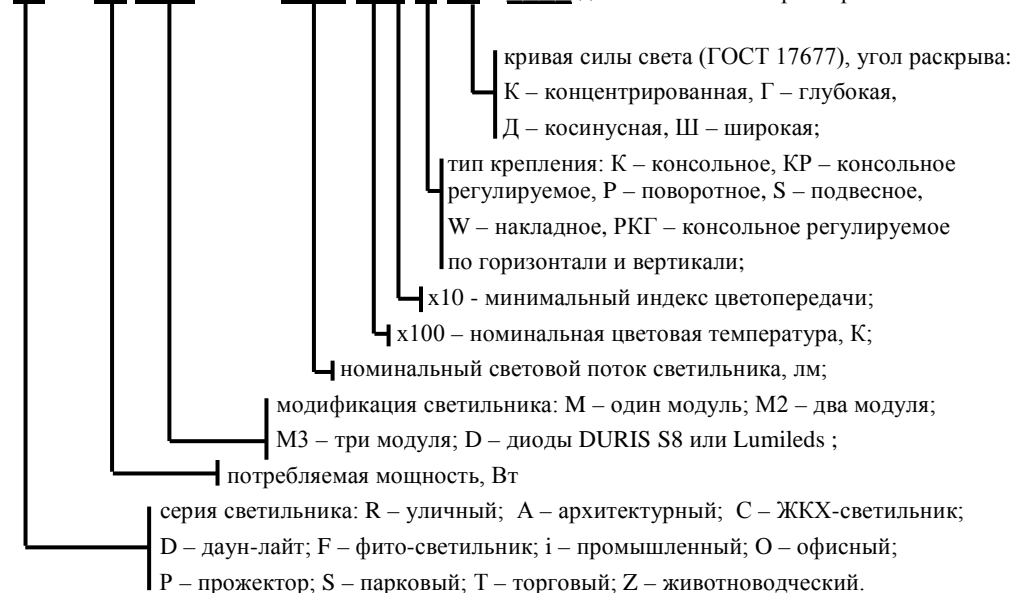 кривая силы света (ГОСТ 17677), угол раскрыва:
К – концентрированная, Г – глубокая,
Д – косинусная, Ш – широкая;
тип крепления: К – консольное, КР – консольное
регулируемое, Р – поворотное, S – подвесное,
W – накладное, РКГ – консольное регулируемое
по горизонтали и вертикали;
х10 - минимальный индекс цветопередачи;
х100 – номинальная цветовая температура, К;
номинальный световой поток светильника, лм;
модификация светильника: М – один модуль; М2 – два модуля;
М3 – три модуля; D – диоды DURIS S8 или Lumileds ;
потребляемая мощность, Вт
серия светильника: R – уличный; А – архитектурный; С – ЖКХ-светильник;
D – даун-лайт; F – фито-светильник; i – промышленный; О – офисный;
Р – прожектор; S – парковый; Т – торговый; Z – животноводческий.